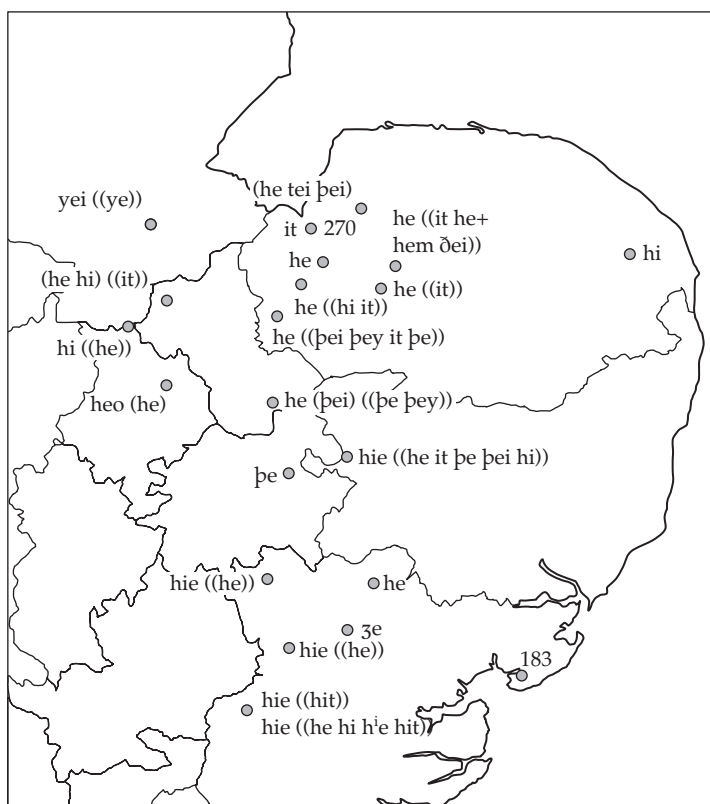 (he tei þei)
yei ((ye))
it 270
he ((it he+
hem ðei))
hi
he
(he hi) ((it))
he ((it))
he ((hi it))
he ((þei þey it þe))
hi ((he))
heo (he)
he (þei) ((þe þey))
hie ((he it þe þei hi))
þe
hie ((he))
he
ʒe
hie ((he))
183
hie ((hit))
hie ((he hi hⁱe hit)